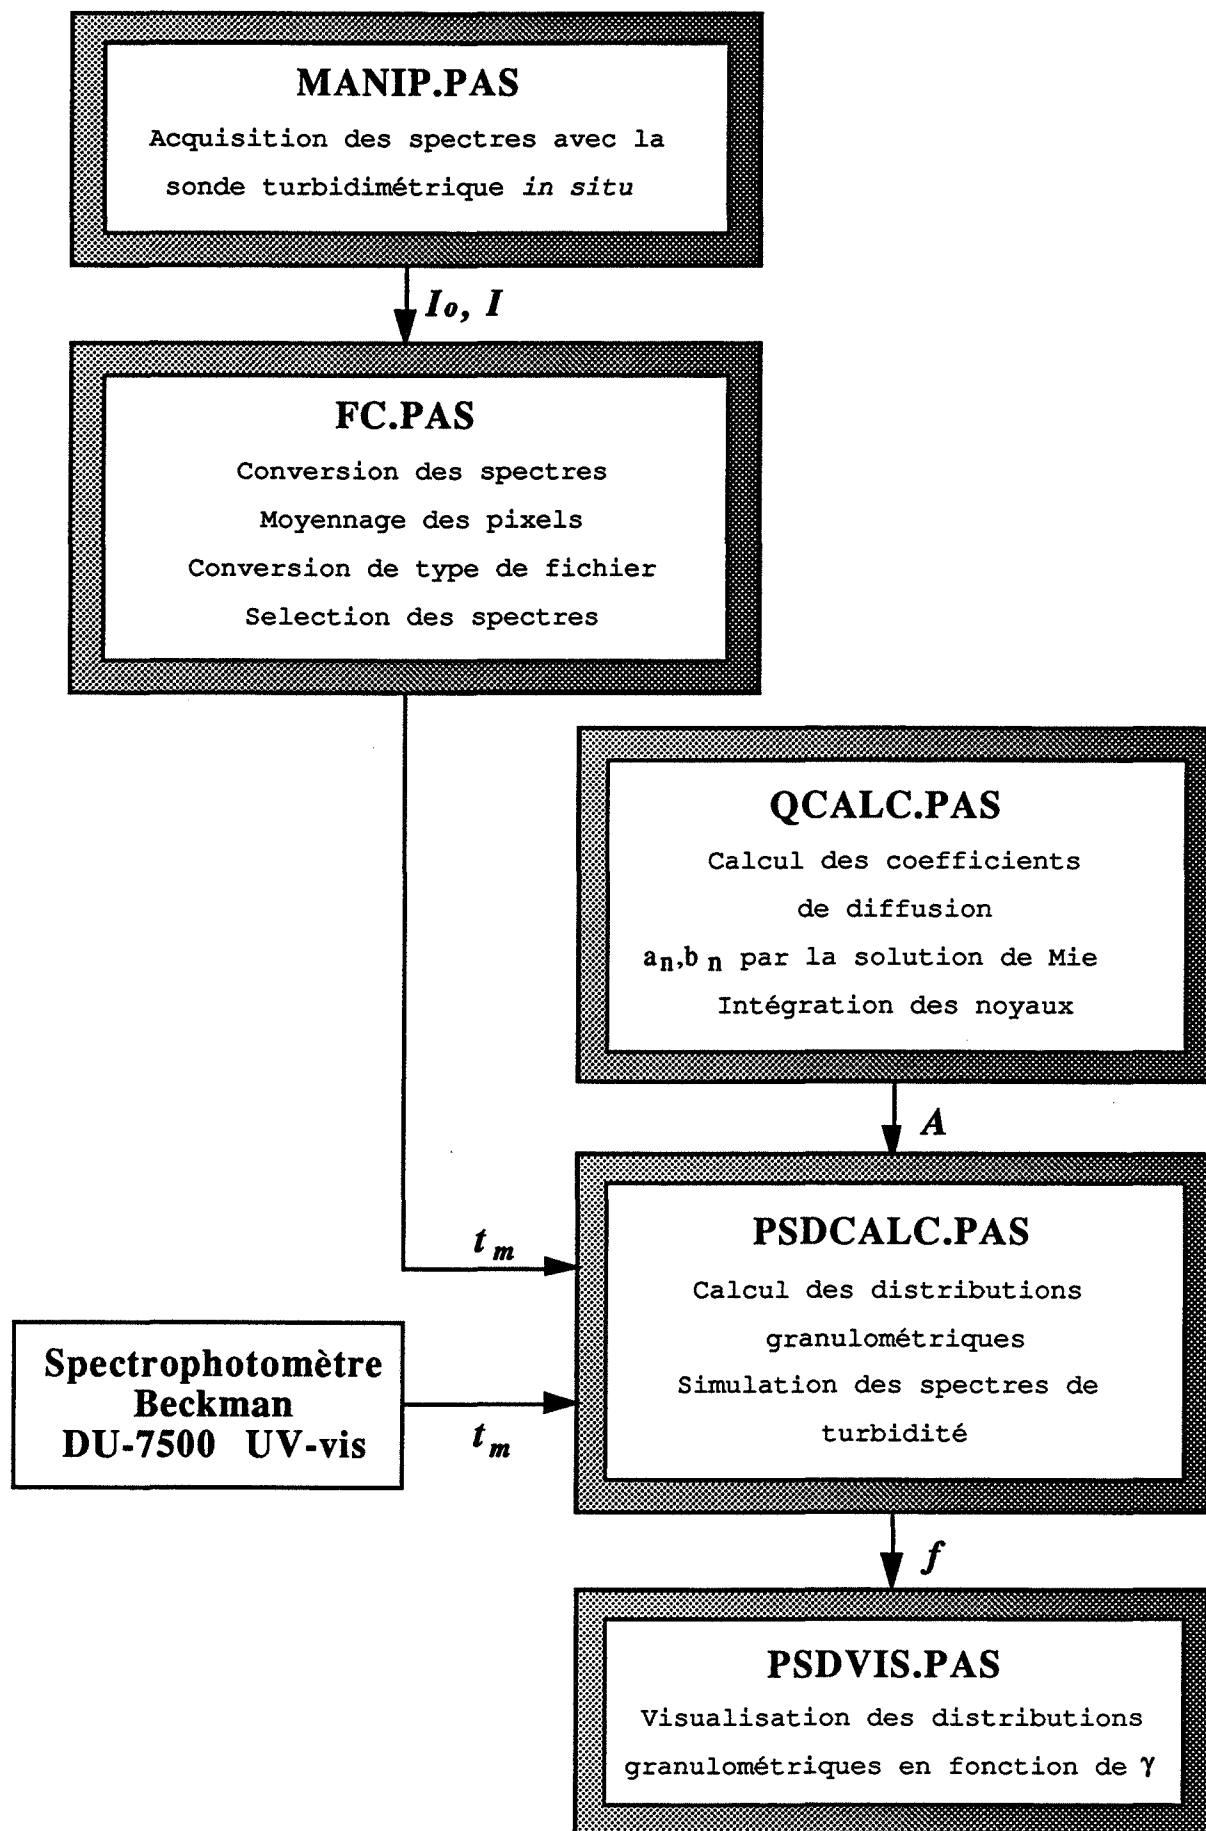 MANIP.PAS
Acquisition des spectres avec la
sonde turbidimétrique in situ
Io, I
FC.PAS
Conversion des spectres
Moyennage des pixels
Conversion de type de fichier
Selection des spectres
QCALC.PAS
Calcul des coefficients
de diffusion
an,bn par la solution de Mie
Intégration des noyaux
A
PSDCALC.PAS
Calcul des distributions
granulométriques
Simulation des spectres de
turbidité
tm
Spectrophotomètre
Beckman
DU-7500 UV-vis
tm
f
PSDVIS.PAS
Visualisation des distributions
granulométriques en fonction de γ